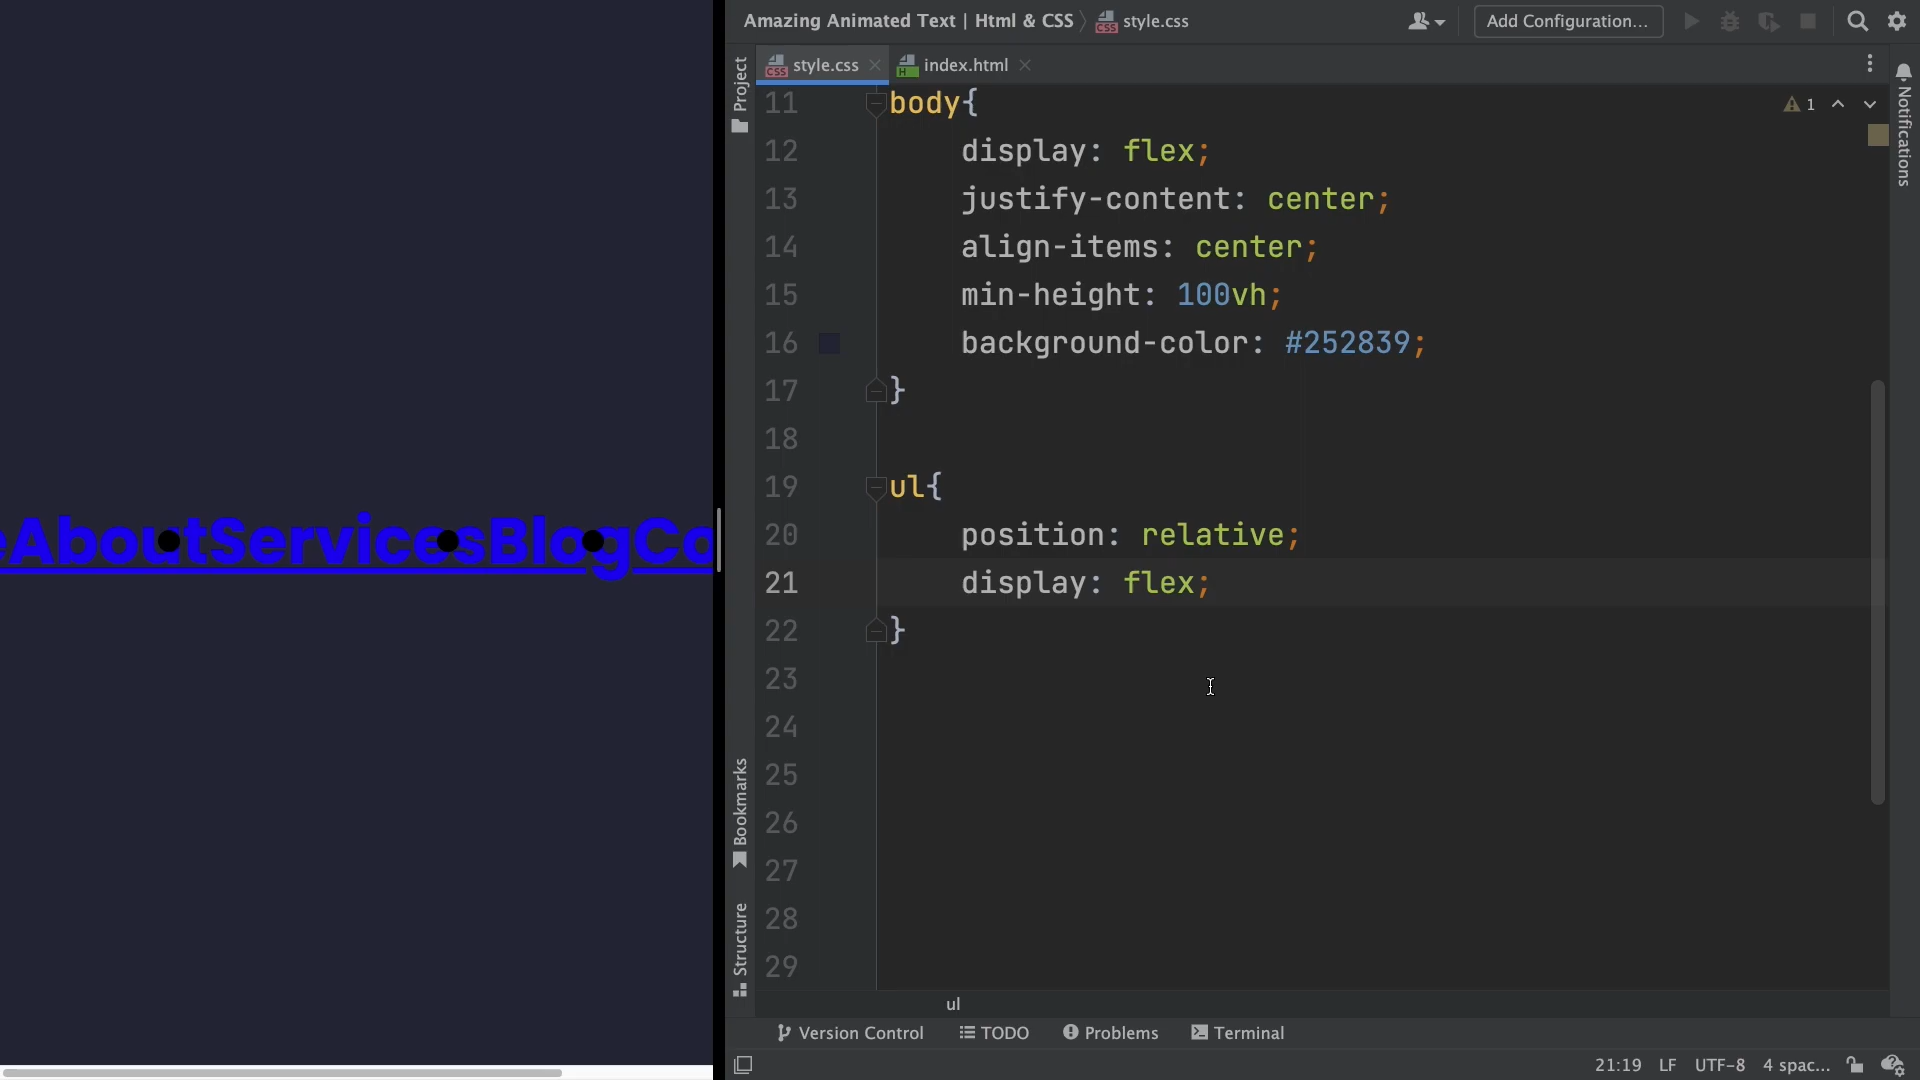 Amazing Animated Text | Html & CSS
style.css
Add Configuration...
style.css
index.html
Project
Notifications
1
11 body{
12 display: flex;
13 justify-content: center;
14 align-items: center;
15 min-height: 100vh;
16 background-color: #252839;
17 }
18
19 ul{
20 position: relative;
21 display: flex;
22 }
23
24
25
26
27
28
29
eAboutServicesBlogCo
Bookmarks
Structure
ul
Version Control
TODO
Problems
Terminal
21:19 LF UTF-8 4 spac...